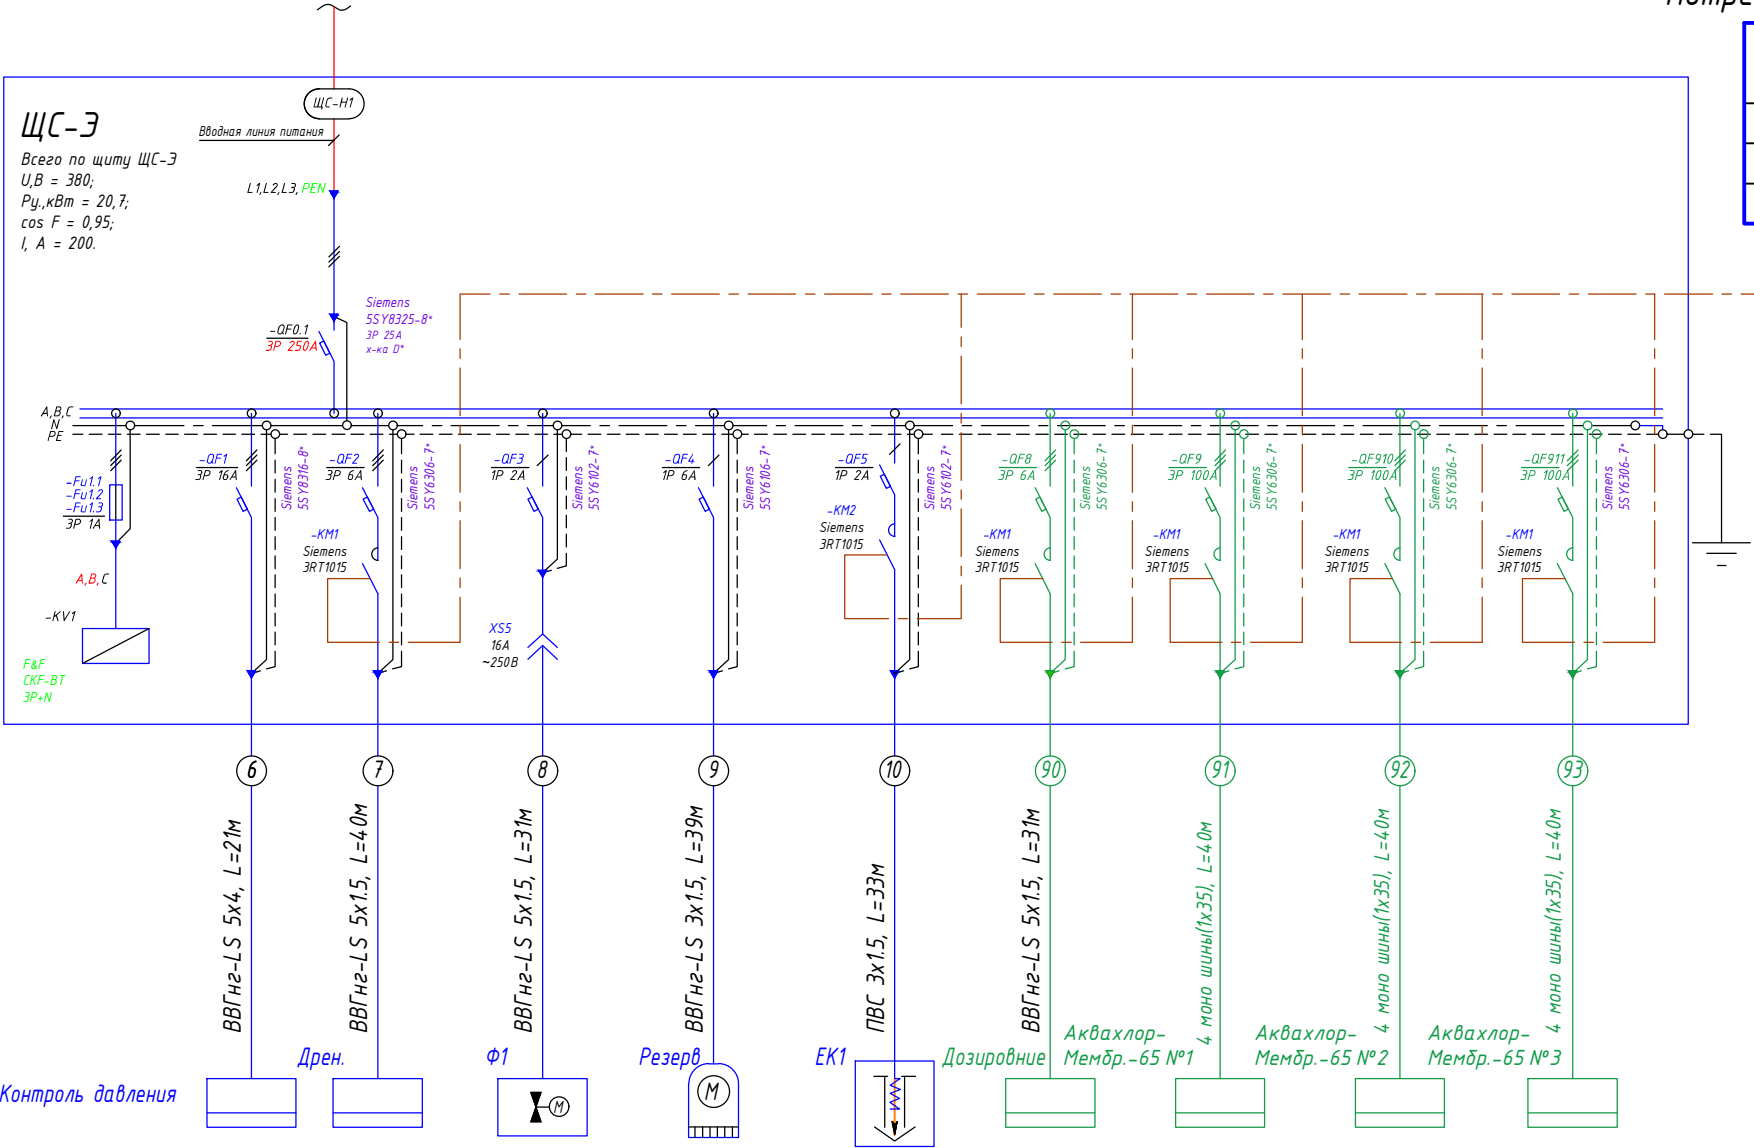 ЩС-Н1
ЩС-Э
Вводная линия питания
Всего по щиту ЩС-Э
U,В = 380;
Ру.,кВт = 20,7;
cos F = 0,95;
I, А = 200.
L1,L2,L3, PEN
Siemens
5SY8325-8*
3P 25A
х-ка D*
-QF0.1
3P 250A
A,B,C
N
PE
-Fu1.1
-Fu1.2
-Fu1.3
3P 1A
A,B,C
-KV1
F&F
CKF-BT
3P+N
-QF1
3P 16A
Siemens
5SY8316-8*
-QF2
3P 6A
Siemens
5SY6306-7*
-KM1
Siemens
3RT1015
-QF3
1P 2A
Siemens
5SY6102-7*
XS5
16A
~250В
-QF4
1P 6A
Siemens
5SY6106-7*
-QF5
1P 2A
Siemens
5SY6102-7*
-KM2
Siemens
3RT1015
-QF8
3P 6A
Siemens
5SY6306-7*
-KM1
Siemens
3RT1015
-QF9
3P 100A
Siemens
5SY6306-7*
-KM1
Siemens
3RT1015
-QF910
3P 100A
Siemens
5SY6306-7*
-KM1
Siemens
3RT1015
-QF911
3P 100A
Siemens
5SY6306-7*
-KM1
Siemens
3RT1015
6
7
8
9
10
90
91
92
93
ВВГнг-LS 5x4, L=21м
ВВГнг-LS 5x1.5, L=40м
ВВГнг-LS 5x1.5, L=31м
ВВГнг-LS 3x1.5, L=39м
ПВС 3x1.5, L=33м
ВВГнг-LS 5x1.5, L=31м
4 моно шины(1x35), L=40м
4 моно шины(1x35), L=40м
4 моно шины(1x35), L=40м
Контроль давления
Дрен.
Ф1
Резерв
ЕК1
Дозировние
Аквахлор-
Мембр.-65 №1
Аквахлор-
Мембр.-65 №2
Аквахлор-
Мембр.-65 №3
M
M